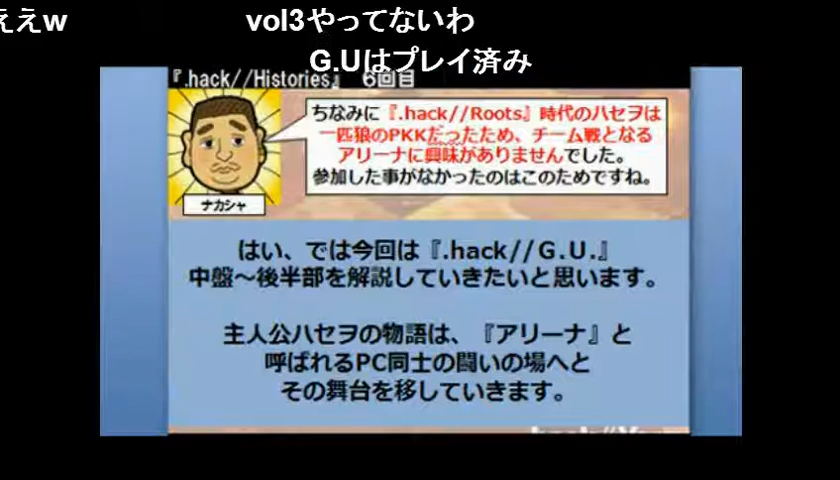 ええw
vol3やってないわ
G.Uはプレイ済み
『.hack//Histories』 6回目
ちなみに『.hack//Roots』時代のハセヲは
一匹狼のPKKだったため、チーム戦となる
アリーナに興味がありませんでした。
参加した事がなかったのはこのためですね。
ナカシャ
はい、では今回は『.hack//G.U.』
中盤～後半部を解説していきたいと思います。
主人公ハセヲの物語は、『アリーナ』と
呼ばれるPC同士の闘いの場へと
その舞台を移していきます。